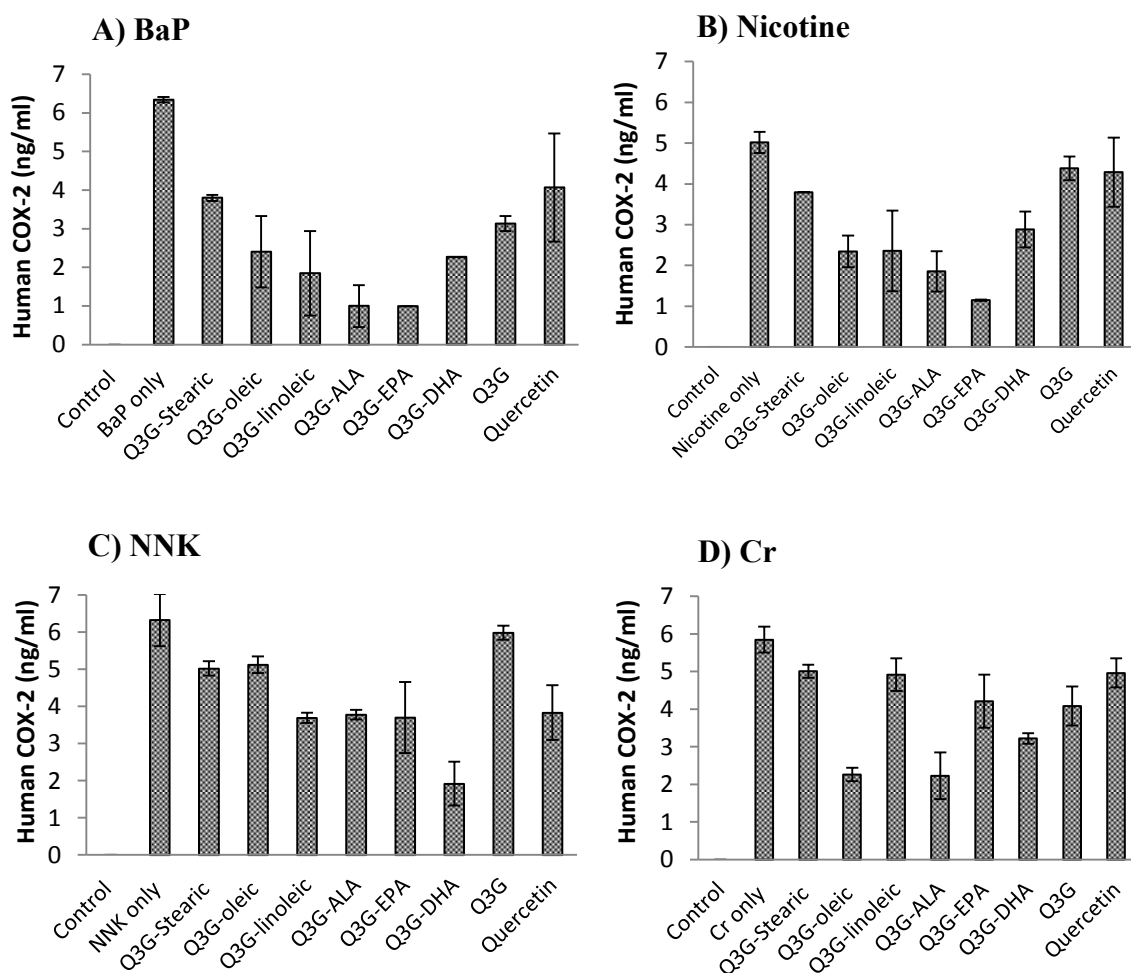 A) BaP
Human COX-2 (ng/ml)
7
6
5
4
3
2
1
0
Control
BaP only
Q3G-Stearic
Q3G-oleic
Q3G-linoleic
Q3G-ALA
Q3G-EPA
Q3G-DHA
Q3G
Quercetin
B) Nicotine
Human COX-2 (ng/ml)
7
6
5
4
3
2
1
0
Control
Nicotine only
Q3G-Stearic
Q3G-oleic
Q3G-linoleic
Q3G-ALA
Q3G-EPA
Q3G-DHA
Q3G
Quercetin
C) NNK
Human COX-2 (ng/ml)
7
6
5
4
3
2
1
0
Control
NNK only
Q3G-Stearic
Q3G-oleic
Q3G-linoleic
Q3G-ALA
Q3G-EPA
Q3G-DHA
Q3G
Quercetin
D) Cr
Human COX-2 (ng/ml)
7
6
5
4
3
2
1
0
Control
Cr only
Q3G-Stearic
Q3G-oleic
Q3G-linoleic
Q3G-ALA
Q3G-EPA
Q3G-DHA
Q3G
Quercetin